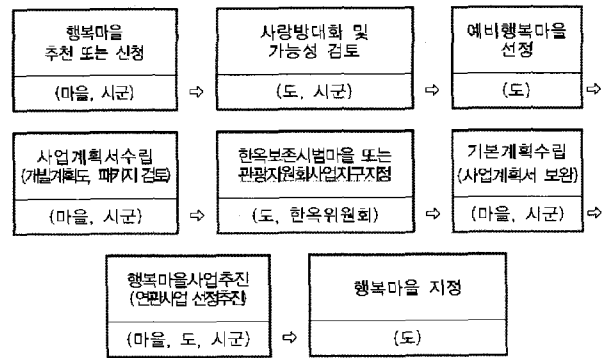 행복마을
추천 또는 신청
(마을, 시군)
⇨
사랑방대화 및
가능성 검토
(도, 시군)
⇨
예비행복마을
선정
(도)
⇨
사업계획서수립
(개발계획도, 패키지 검토)
(마을, 시군)
⇨
한옥보존시범마을 또는
관광자원회사업지구지정
(도, 한옥위원회)
⇨
기본계획수립
(사업계획서 보완)
(마을, 시군)
⇨
행복마을사업추진
(연관사업 선정추진)
(마을, 도, 시군)
⇨
행복마을 지정
(도)